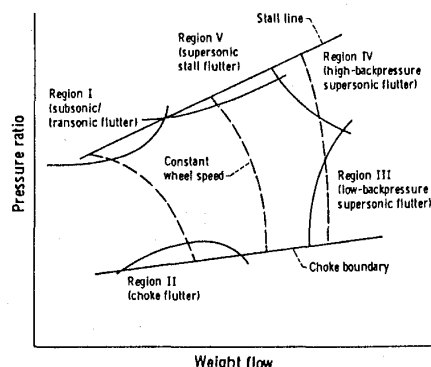 Stall line
Region V
(supersonic
stall flutter)
Region IV
(high-backpressure
supersonic flutter)
Region I
(subsonic/
transonic flutter)
Pressure ratio
Constant
wheel speed
Region III
(low-backpressure
supersonic flutter)
Region II
(choke flutter)
Choke boundary
Weight flow